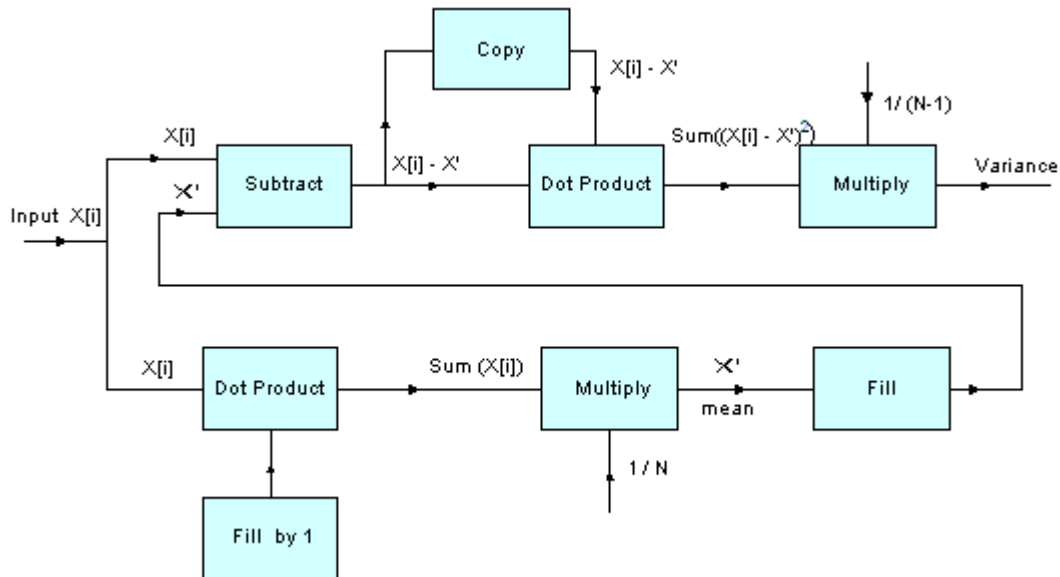 Copy
X[i] - X'
1/ (N-1)
X[i]
Sum((X[i] - X')²)
Subtract
X[i] - X'
Dot Product
Multiply
Variance
X'
Input X[i]
X[i]
Dot Product
Sum (X[i])
Multiply
X'
mean
Fill
1/ N
Fill by 1